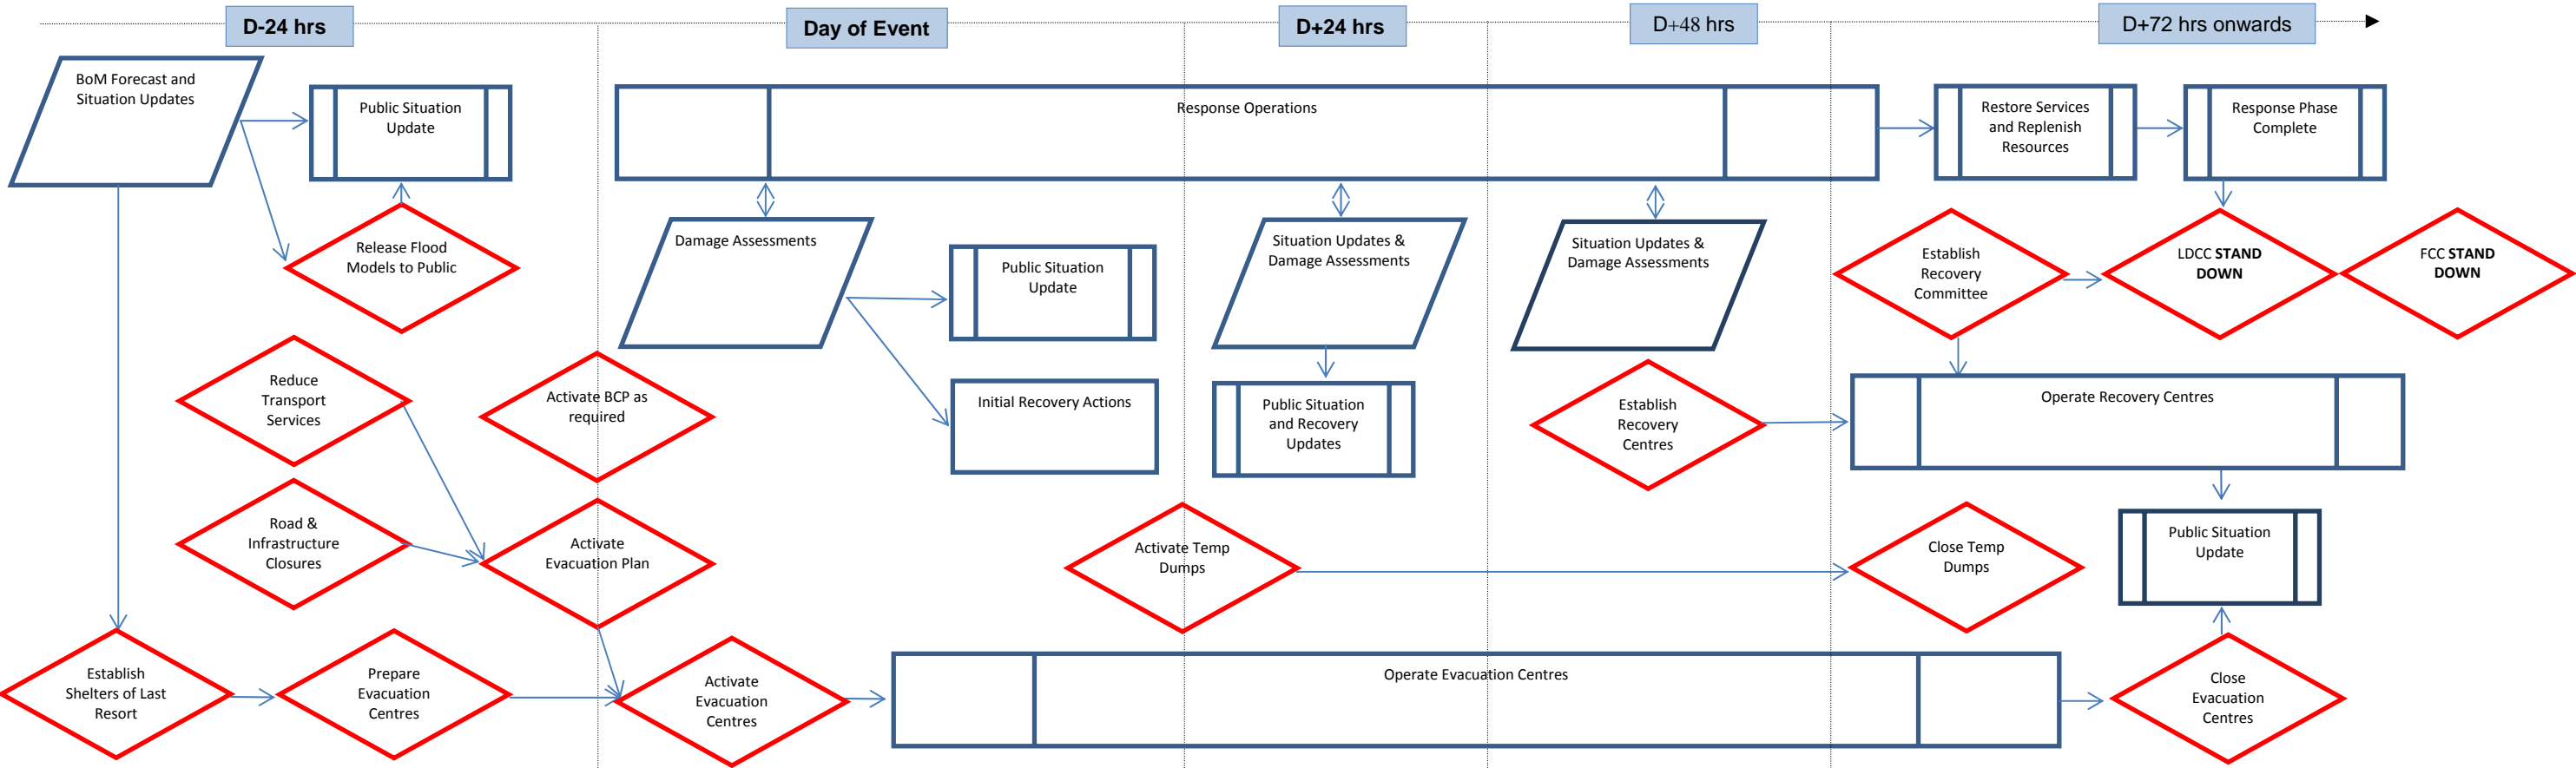 D-24 hrs
Day of Event
D+24 hrs
D+48 hrs
D+72 hrs onwards
BoM Forecast and
Situation Updates
Public Situation
Update
Release Flood
Models to Public
Reduce
Transport
Services
Road &
Infrastructure
Closures
Establish
Shelters of Last
Resort
Prepare
Evacuation
Centres
Activate BCP as
required
Activate
Evacuation Plan
Response Operations
Damage Assessments
Public Situation
Update
Initial Recovery Actions
Activate
Evacuation
Centres
Operate Evacuation Centres
Activate Temp
Dumps
Situation Updates &
Damage Assessments
Public Situation
and Recovery
Updates
Situation Updates &
Damage Assessments
Establish
Recovery
Centres
Restore Services
and Replenish
Resources
Response Phase
Complete
Establish
Recovery
Committee
LDCC STAND
DOWN
FCC STAND
DOWN
Operate Recovery Centres
Close Temp
Dumps
Public Situation
Update
Close
Evacuation
Centres